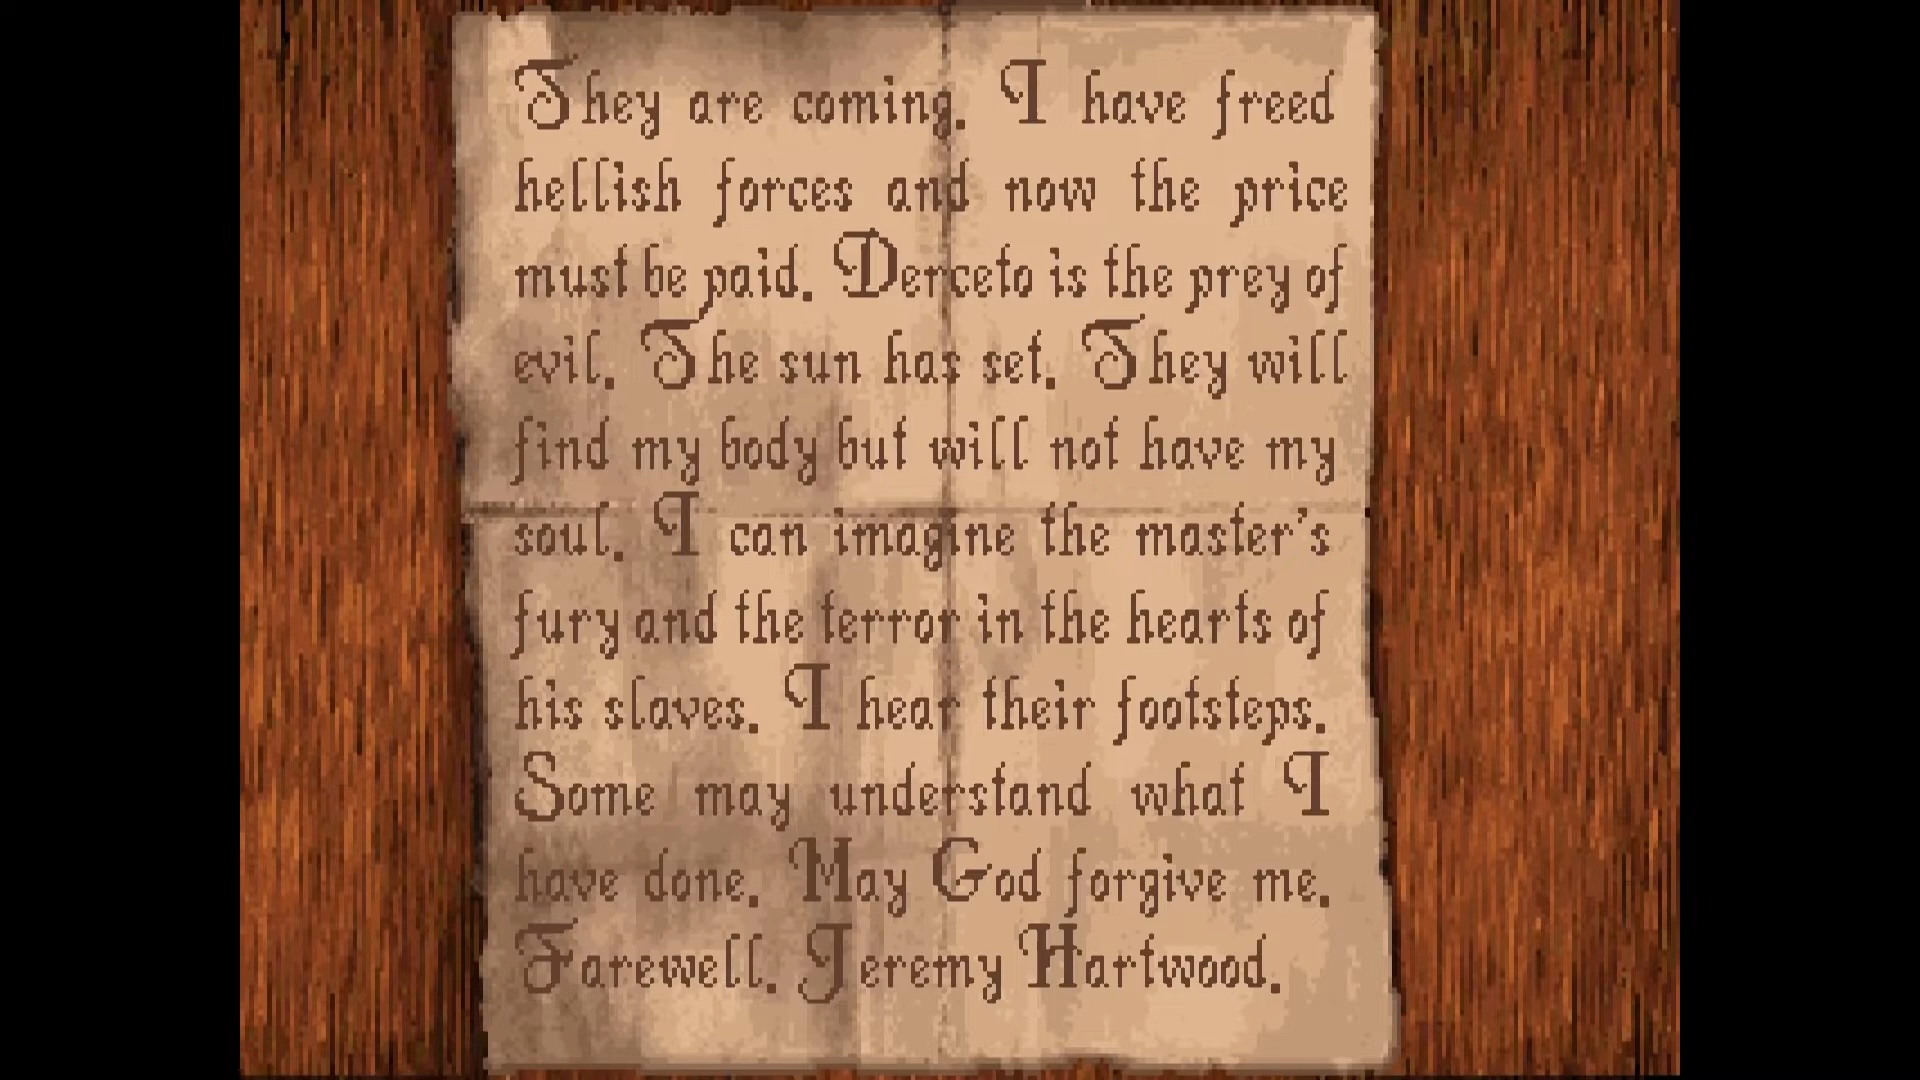 They are coming. I have freed
hellish forces and now the price
must be paid. Derceto is the prey of
evil. The sun has set. They will
find my body but will not have my
soul. I can imagine the master's
fury and the terror in the hearts of
his slaves. I hear their footsteps.
Some may understand what I
have done. May God forgive me.
Farewell. Jeremy Hartwood.